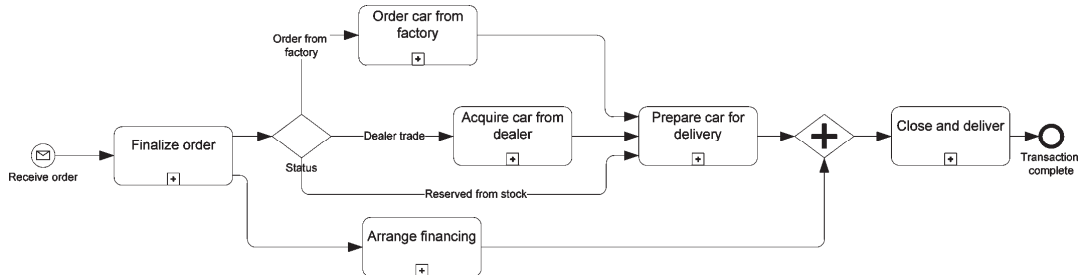 Receive order
Finalize order
Status
Order from
factory
Order car from
factory
Dealer trade
Acquire car from
dealer
Reserved from stock
Arrange financing
Prepare car for
delivery
Close and deliver
Transaction
complete